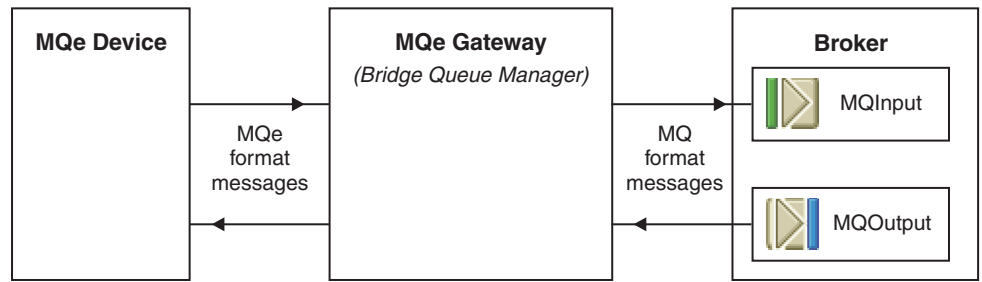 MQe Device
MQe Gateway
(Bridge Queue Manager)
Broker
MQInput
MQe
format
messages
MQ
format
messages
MQOutput